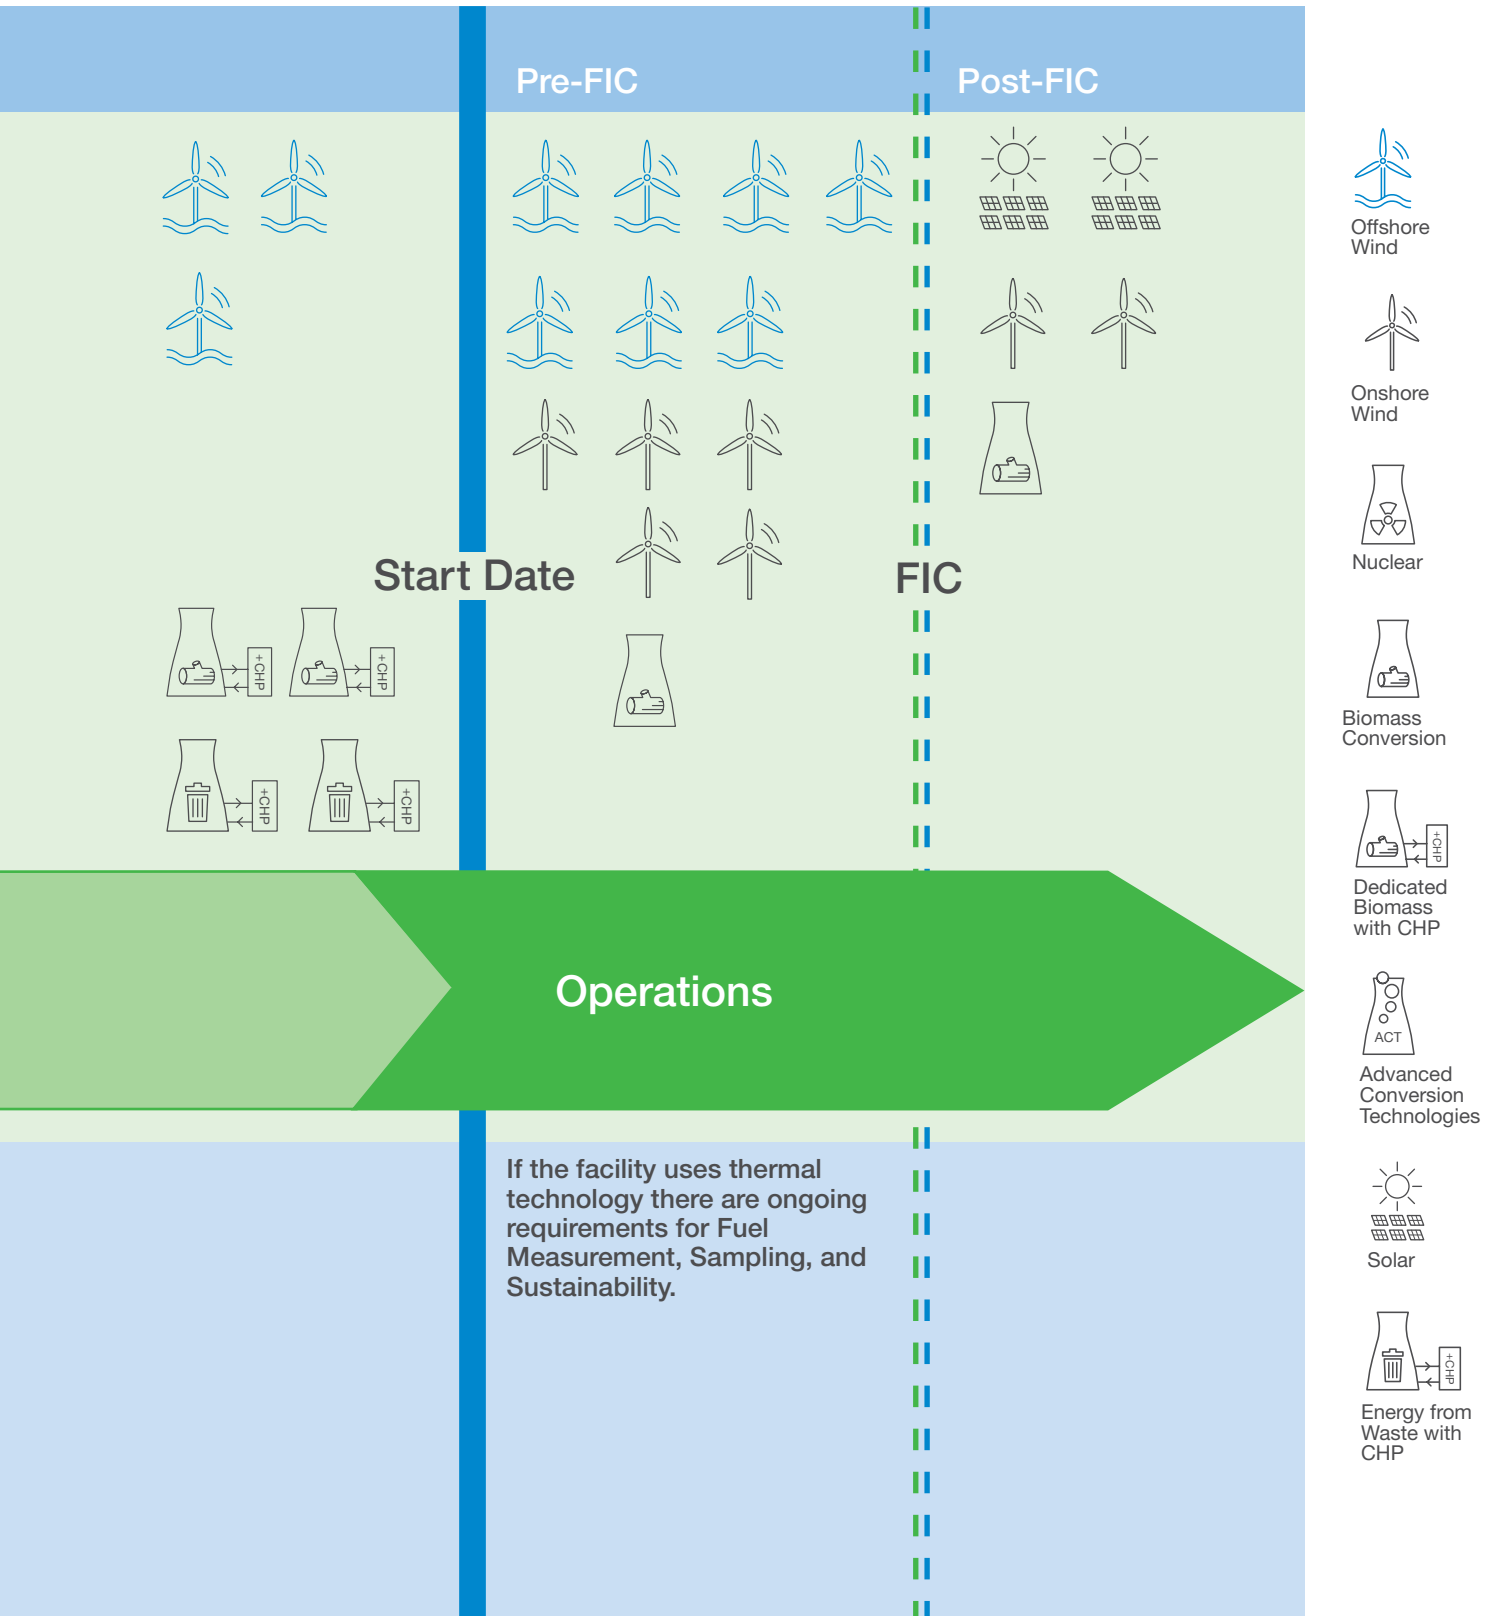 Pre-FIC
Post-FIC
Start Date
FIC
+CHP
+CHP
+CHP
+CHP
Operations
If the facility uses thermal
technology there are ongoing
requirements for Fuel
Measurement, Sampling, and
Sustainability.
Offshore
Wind
Onshore
Wind
Nuclear
Biomass
Conversion
+CHP
Dedicated
Biomass
with CHP
ACT
Advanced
Conversion
Technologies
Solar
+CHP
Energy from
Waste with
CHP